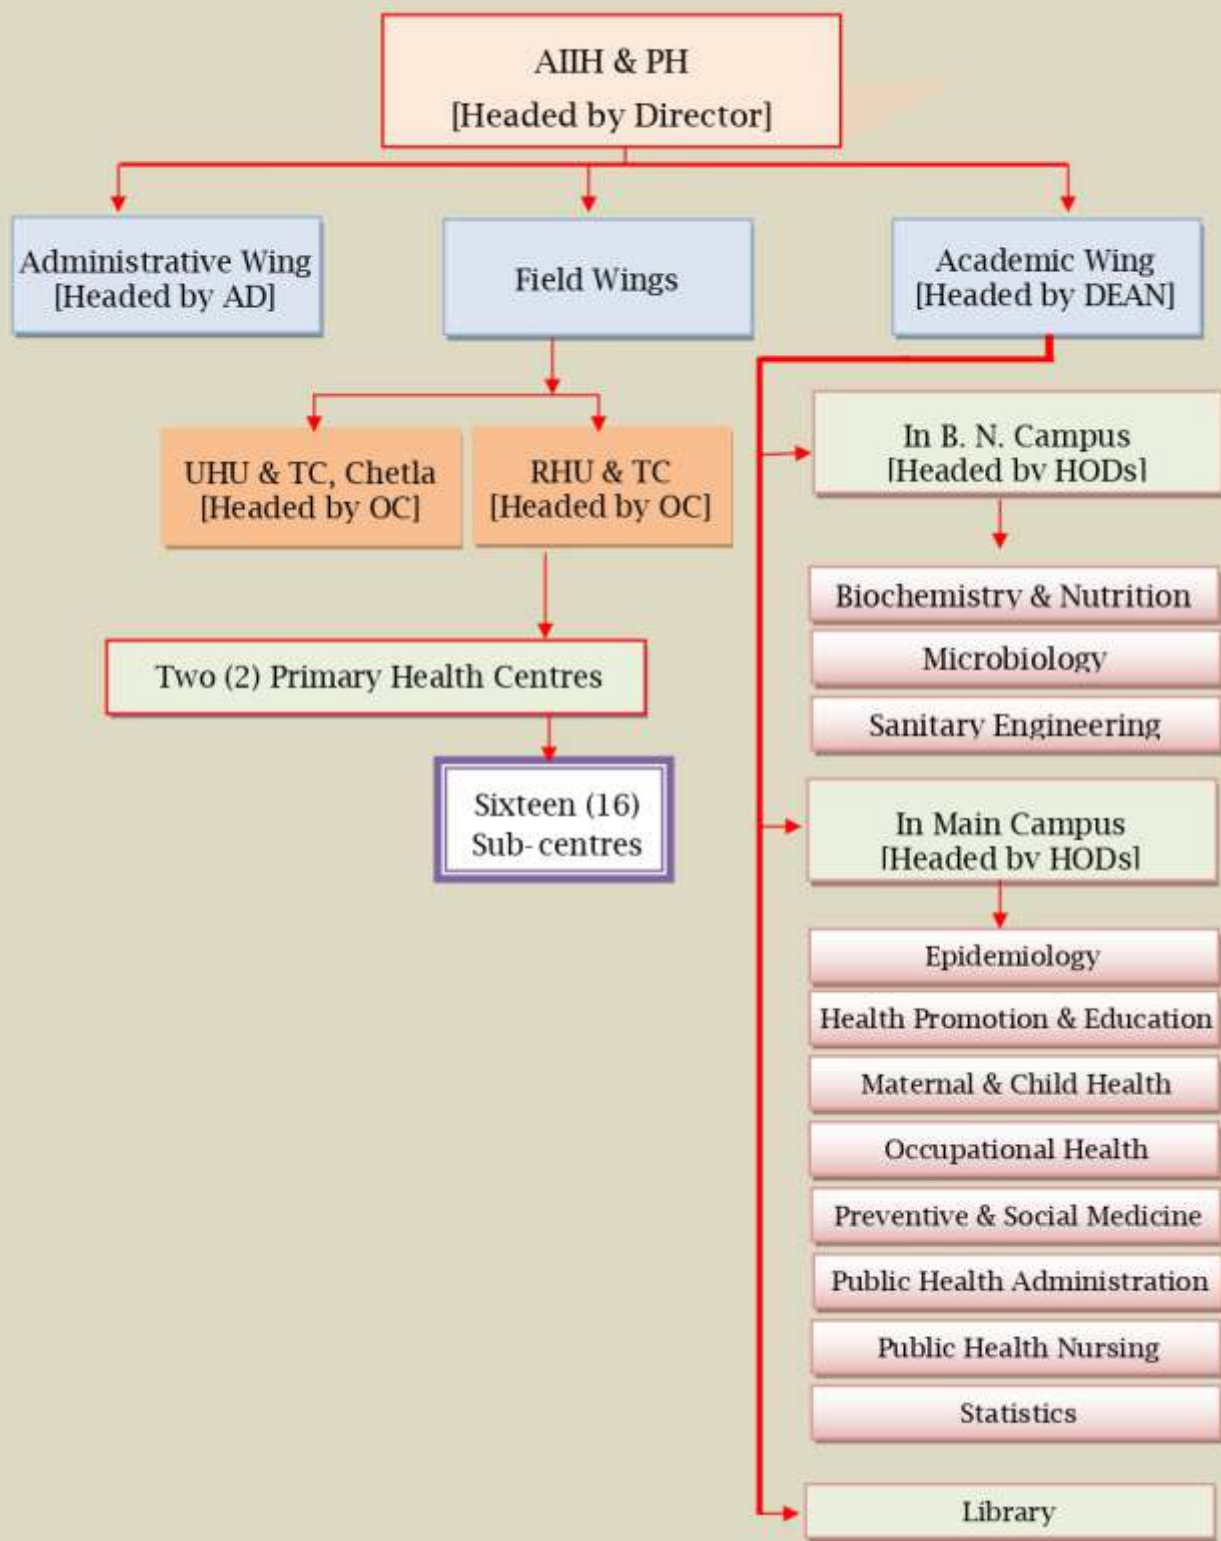 AIIH & PH
[Headed by Director]
Administrative Wing
[Headed by AD]
Field Wings
Academic Wing
[Headed by DEAN]
UHU & TC, Chetla
[Headed by OC]
RHU & TC
[Headed by OC]
Two (2) Primary Health Centres
Sixteen (16)
Sub-centres
In B. N. Campus
[Headed by HODs]
Biochemistry & Nutrition
Microbiology
Sanitary Engineering
In Main Campus
[Headed by HODs]
Epidemiology
Health Promotion & Education
Maternal & Child Health
Occupational Health
Preventive & Social Medicine
Public Health Administration
Public Health Nursing
Statistics
Library